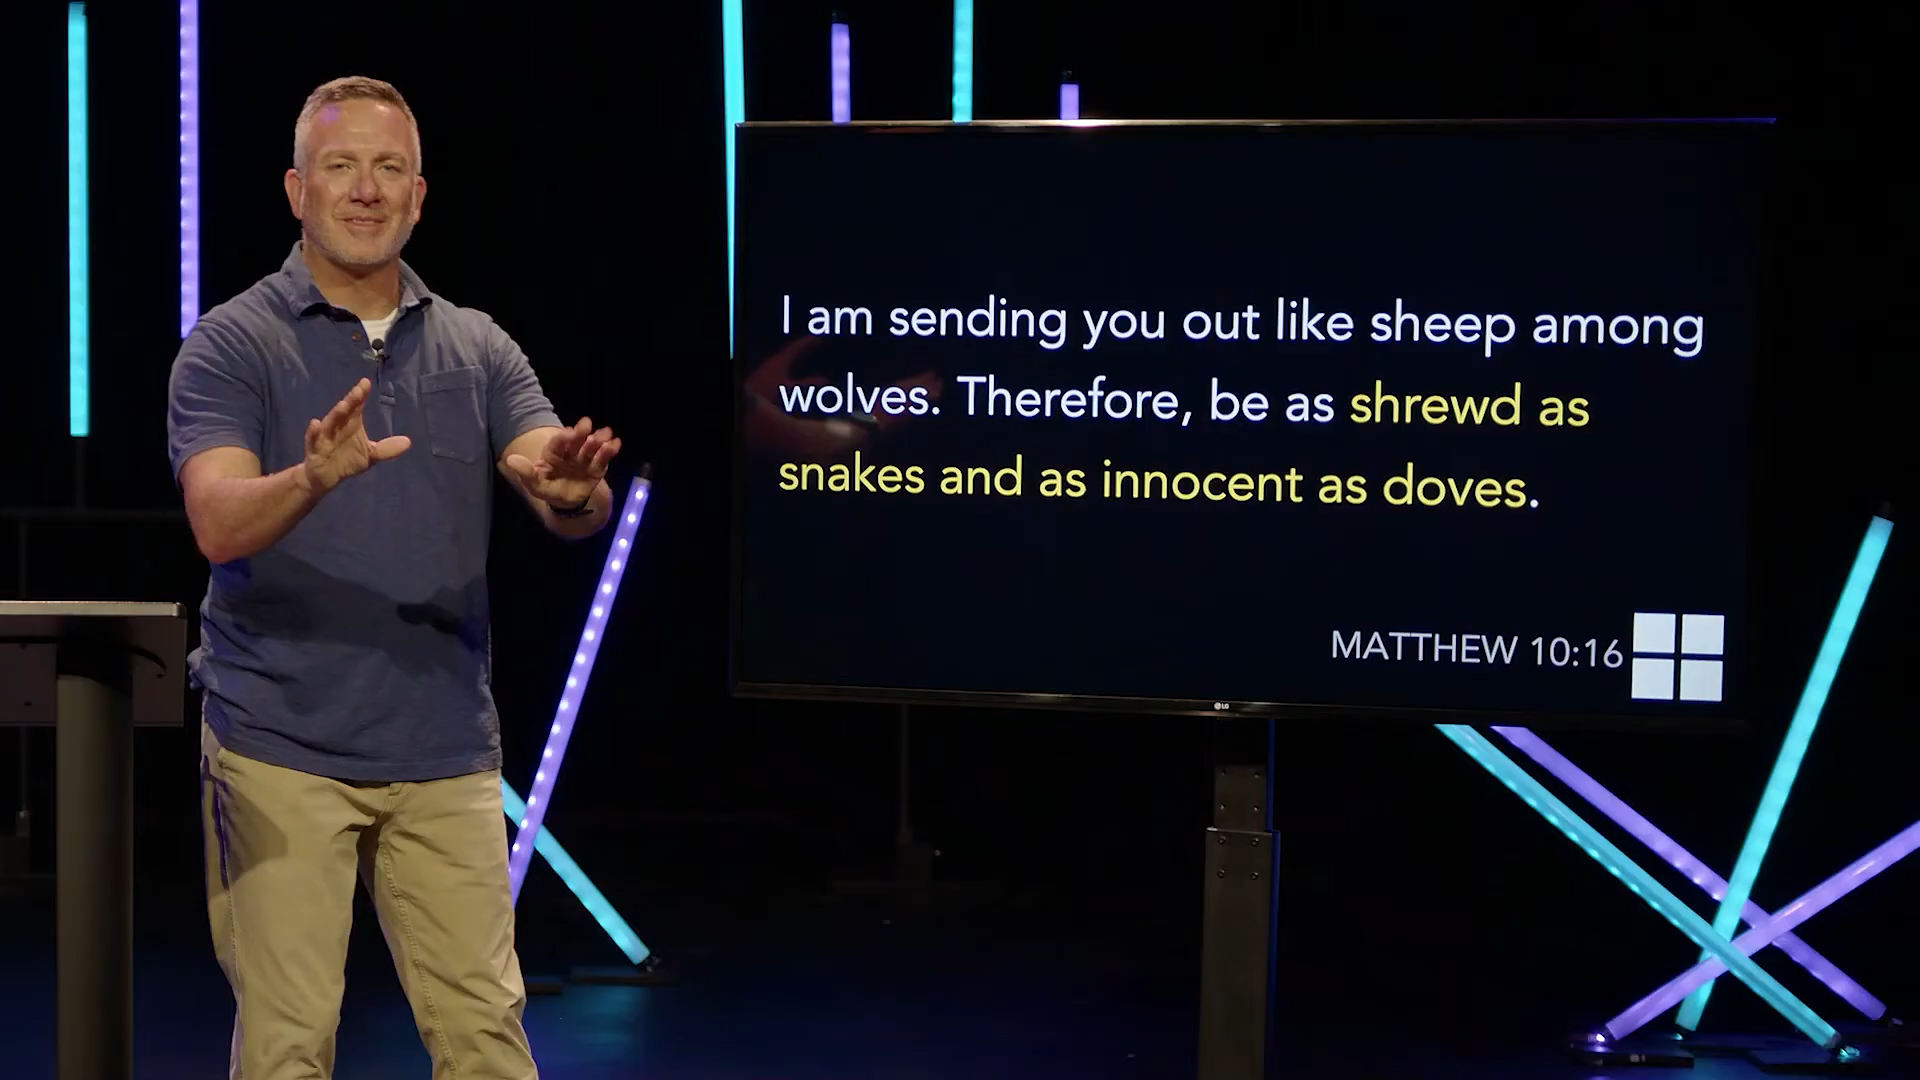 I am sending you out like sheep among
wolves. Therefore, be as shrewd as
snakes and as innocent as doves.
MATTHEW 10:16
LG